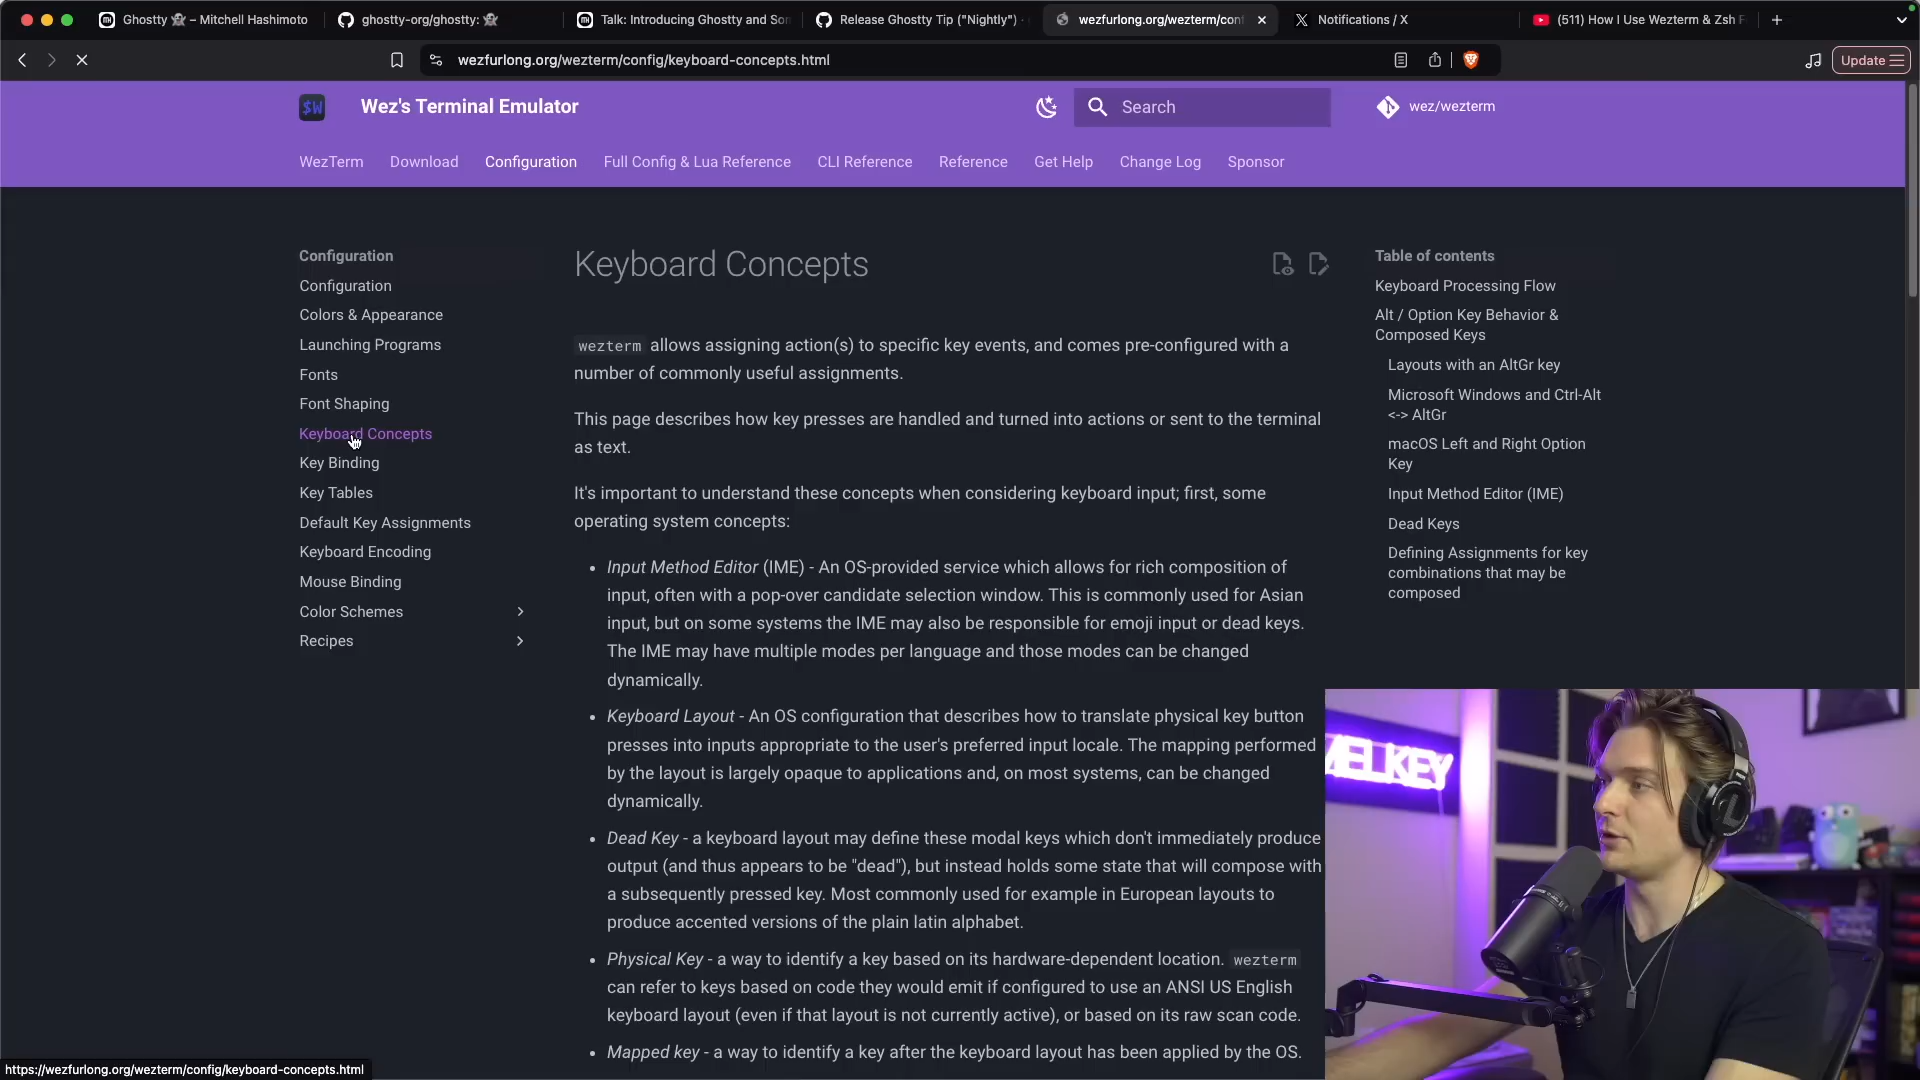 Ghostty 👻 – Mitchell Hashimoto
ghostty-org/ghostty: 👻
Talk: Introducing Ghostty and Som
Release Ghostty Tip ("Nightly") ·
wezfurlong.org/wezterm/conf
Notifications / X
(511) How I Use Wezterm & Zsh F
wezfurlong.org/wezterm/config/keyboard-concepts.html
Update
$W
Wez's Terminal Emulator
Search
wez/wezterm
WezTerm
Download
Configuration
Full Config & Lua Reference
CLI Reference
Reference
Get Help
Change Log
Sponsor
Configuration
Configuration
Colors & Appearance
Launching Programs
Fonts
Font Shaping
Keyboard Concepts
Key Binding
Key Tables
Default Key Assignments
Keyboard Encoding
Mouse Binding
Color Schemes
Recipes
Keyboard Concepts
wezterm allows assigning action(s) to specific key events, and comes pre-configured with a
number of commonly useful assignments.
This page describes how key presses are handled and turned into actions or sent to the terminal
as text.
It's important to understand these concepts when considering keyboard input; first, some
operating system concepts:
• Input Method Editor (IME) - An OS-provided service which allows for rich composition of
input, often with a pop-over candidate selection window. This is commonly used for Asian
input, but on some systems the IME may also be responsible for emoji input or dead keys.
The IME may have multiple modes per language and those modes can be changed
dynamically.
• Keyboard Layout - An OS configuration that describes how to translate physical key button
presses into inputs appropriate to the user's preferred input locale. The mapping performed
by the layout is largely opaque to applications and, on most systems, can be changed
dynamically.
• Dead Key - a keyboard layout may define these modal keys which don't immediately produce
output (and thus appears to be "dead"), but instead holds some state that will compose with
a subsequently pressed key. Most commonly used for example in European layouts to
produce accented versions of the plain latin alphabet.
• Physical Key - a way to identify a key based on its hardware-dependent location. wezterm
can refer to keys based on code they would emit if configured to use an ANSI US English
keyboard layout (even if that layout is not currently active), or based on its raw scan code.
• Mapped key - a way to identify a key after the keyboard layout has been applied by the OS.
Table of contents
Keyboard Processing Flow
Alt / Option Key Behavior &
Composed Keys
Layouts with an AltGr key
Microsoft Windows and Ctrl-Alt
<-> AltGr
macOS Left and Right Option
Key
Input Method Editor (IME)
Dead Keys
Defining Assignments for key
combinations that may be
composed
ELKEY
https://wezfurlong.org/wezterm/config/keyboard-concepts.html